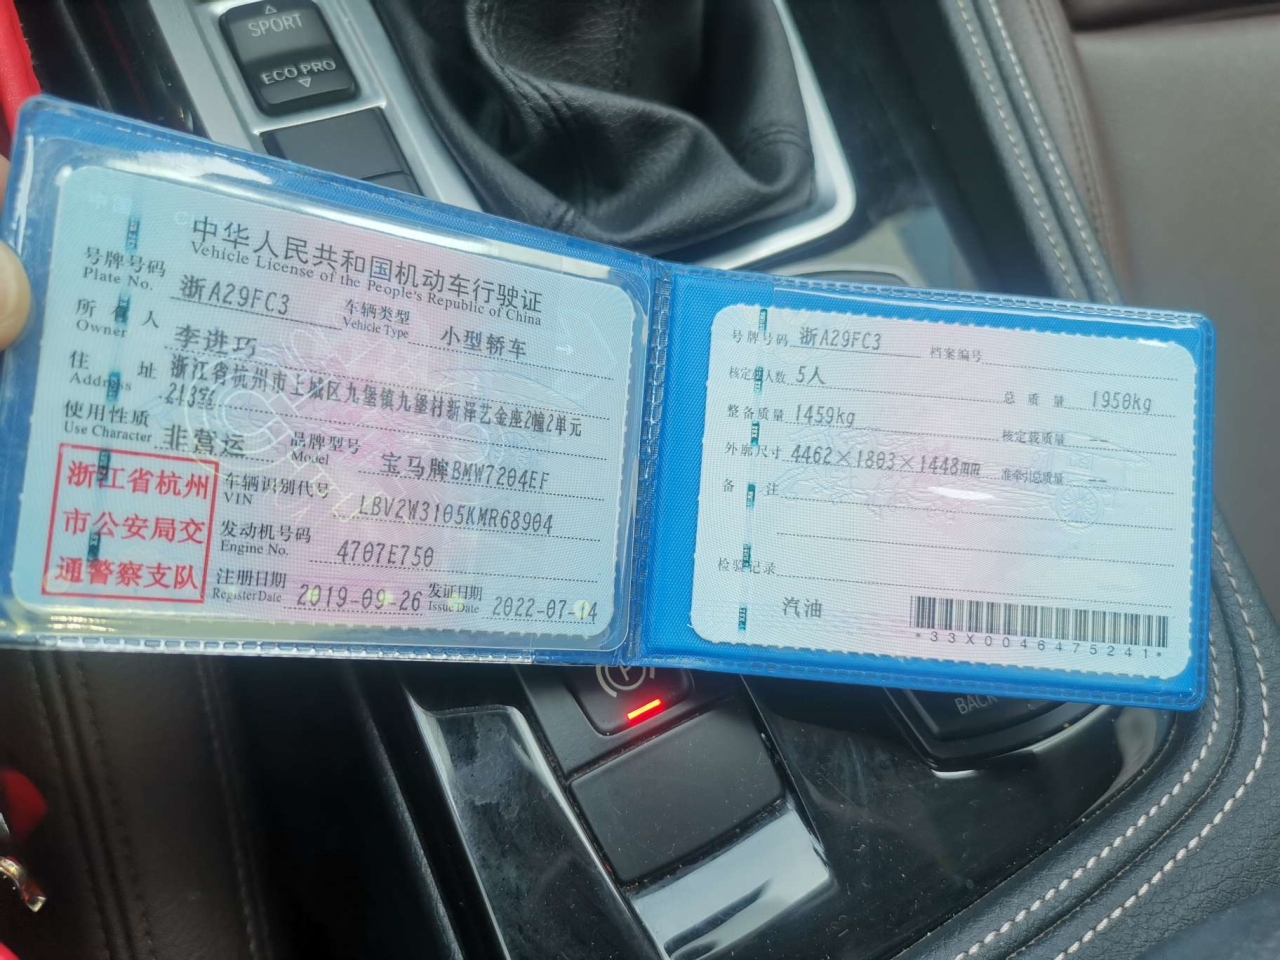 SPORT
ECO PRO
中华人民共和国机动车行驶证
Vehicle License of the People's Republic of China
号牌号码 浙A29FC3 车辆类型 小型轿车
Plate No. Vehicle Type
所有人 李进巧
Owner
住址 浙江省杭州市上城区九堡镇九堡村新泽艺金座2幢2单元
Address 213室
使用性质 非营运 品牌型号 宝马牌BMW7204EF
Use Character Model
浙江省杭州
市公安局交
通警察支队
车辆识别代号 LBV2W3105KMR68904
VIN
发动机号码 4707E750
Engine No.
注册日期 2019-09-26 发证日期 2022-07-14
Register Date Issue Date
号牌号码 浙A29FC3 档案编号
核定载人数 5人 总质量 1950kg
整备质量 1459kg 核定载质量 --
外廓尺寸 4462×1803×1448mm 准牵引总质量 --
备注
检验记录
汽油
*33X0046475241*
P
BACK